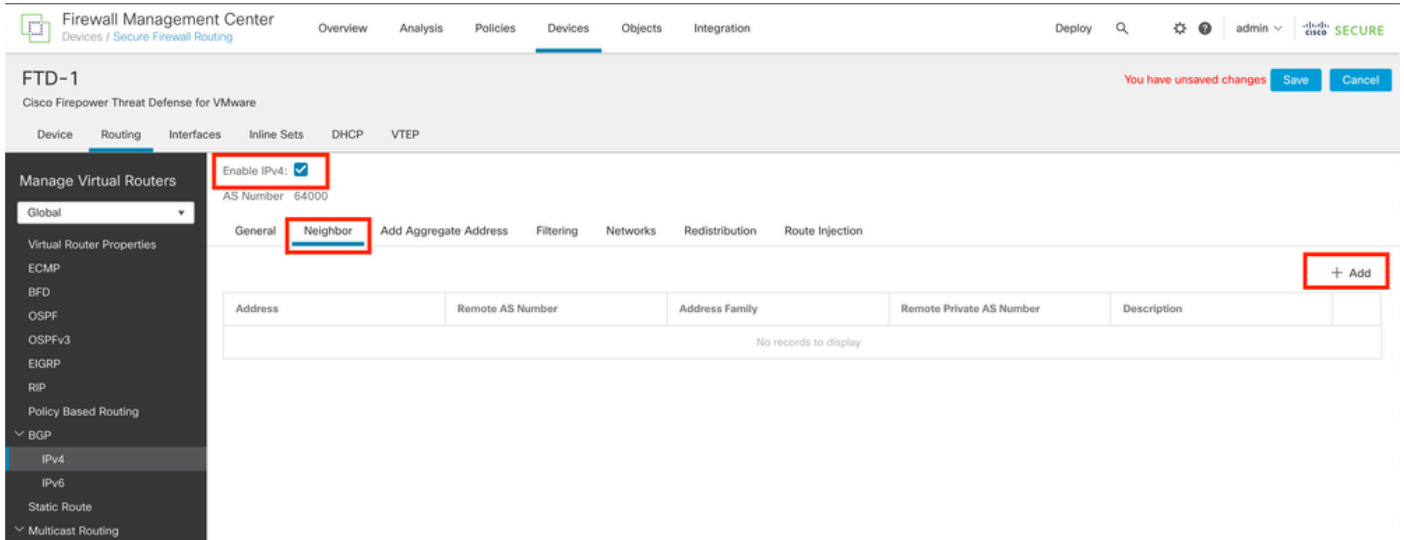 Firewall Management Center
Devices / Secure Firewall Routing
Overview Analysis Policies Devices Objects Integration
Deploy admin cisco SECURE
FTD-1
You have unsaved changes Save Cancel
Cisco Firepower Threat Defense for VMware
Device Routing Interfaces Inline Sets DHCP VTEP
Manage Virtual Routers
Global
Virtual Router Properties
ECMP
BFD
OSPF
OSPFv3
EIGRP
RIP
Policy Based Routing
BGP
IPv4
IPv6
Static Route
Multicast Routing
Enable IPv4:
AS Number 64000
General Neighbor Add Aggregate Address Filtering Networks Redistribution Route Injection
+ Add
Address Remote AS Number Address Family Remote Private AS Number Description
No records to display